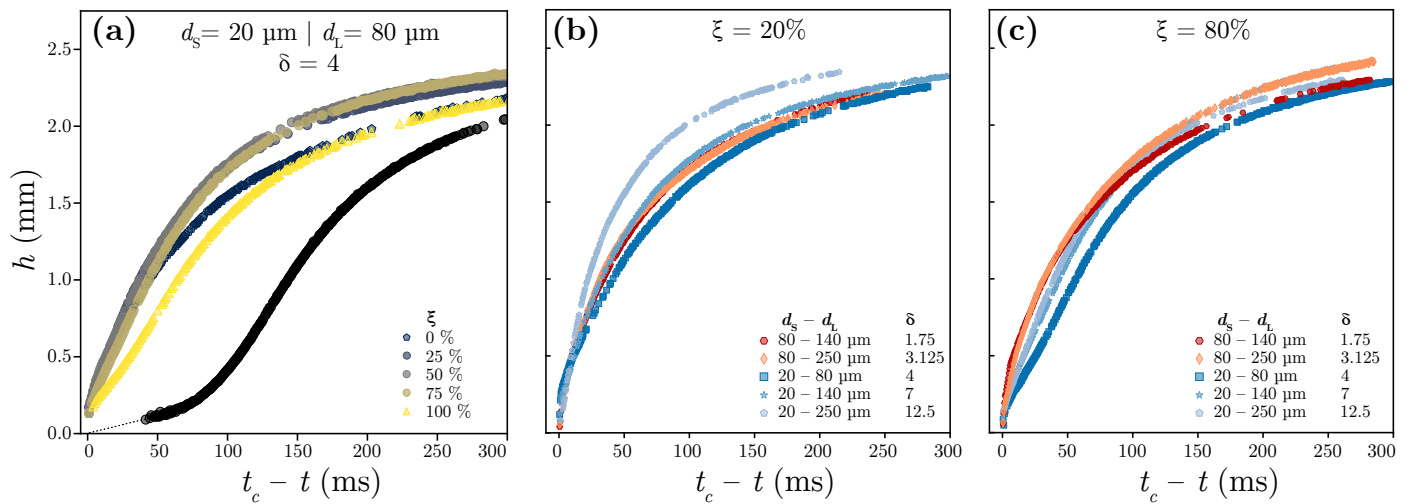 (a)
d_S = 20 µm | d_L = 80 µm
δ = 4
h (mm)
2.5
2.0
1.5
1.0
0.5
0.0
ξ
0 %
25 %
50 %
75 %
100 %
0 50 100 150 200 250 300
t_c – t (ms)
(b)
ξ = 20%
d_S – d_L δ
80 – 140 µm 1.75
80 – 250 µm 3.125
20 – 80 µm 4
20 – 140 µm 7
20 – 250 µm 12.5
0 50 100 150 200 250 300
t_c – t (ms)
(c)
ξ = 80%
d_S – d_L δ
80 – 140 µm 1.75
80 – 250 µm 3.125
20 – 80 µm 4
20 – 140 µm 7
20 – 250 µm 12.5
0 50 100 150 200 250 300
t_c – t (ms)